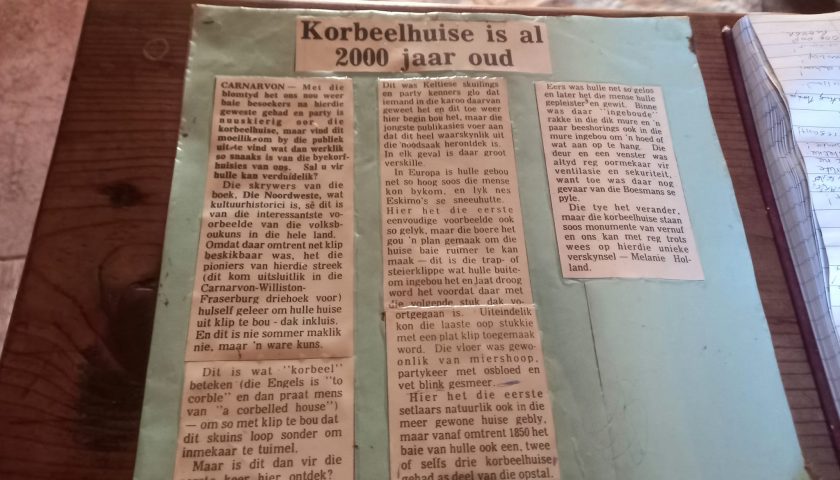 Korbeelhuise is al
2000 jaar oud
CARNARVON — Met die
blomtyd het ons nou weer
baie besoekers na hierdie
geweste gehad en party is
nuuskierig oor die
korbeelhuise, maar vind dit
moeilik om by die publiek
uit te vind wat dan werklik
so snaaks is van die byekorf-
huisies van ons. Sal u vir
hulle kan verduidelik?
Die skrywers van die
boek, Die Noordweste, wat
kultuurhistorici is, sê dit is
van die interessantste vo-
orbeelde van die volksb-
oukuns in die hele land.
Omdat daar omtrent net klip
beskikbaar was, het die
pioniers van hierdie streek
(dit kom uitsluitlik in die
Carnarvon-Williston-
Fraserburg driehoek voor)
hulself geleer om hulle huise
uit klip te bou - dak inkluis.
En dit is nie sommer maklik
nie, maar 'n ware kuns.
Dit is wat "korbeel"
beteken (die Engels is "to
corble" en dan praat mens
van "a corbelled house")
— om so met klip te bou dat
dit skuins loop sonder om
inmekaar te tuimel.
Maar is dit dan vir die
eerste keer hier ontdek?
Dit was Keltiese skuilings
en party kenners glo dat
iemand in die karoo daarvan
geweet het en dit toe weer
hier begin bou het, maar die
jongste publikasies voer aan
dat dit heel waarskynlik uit
die noodsaak herontdek is.
In elk geval is daar groot
verskille.
In Europa is hulle gebou
net so hoog soos die mense
kon bykom, en lyk nes
Eskimo's se sneeuhutte.
Hier het die eerste
eenvoudige voorbeelde ook
so gelyk, maar die boere het
gou 'n plan gemaak om die
huise baie ruimer te kan
maak — dit is die trap- of
steierklippe wat hulle buite-
om ingebou het en laat droog
word het voordat daar met
die volgende stuk dak vo-
ortgegaan is. Uiteindelik
kon die laaste oop stukkie
met een plat klip toegemaak
word. Die vloer was gewo-
onlik van miershoop,
partykeer met osbloed en
vet blink gesmeer.
Hier het die eerste
setlaars natuurlik ook in die
meer gewone huise gebly,
maar vanaf omtrent 1850 het
baie van hulle ook een, twee
of selfs drie korbeelhuise
gehad as deel van die opstal.
Eers was hulle net so gelos
en later het die mense hulle
gepleister en gewit. Binne
was daar "ingeboude"
rakke in die dik mure en 'n
paar beeshorings ook in die
mure ingebou om 'n hoed of
wat aan op te hang. Die
deur en een venster was
altyd reg oormekaar vir
ventilasie en sekuriteit,
want toe was daar nog
gevaar van die Boesmans se
pyle.
Die tye het verander,
maar die korbeelhuise staan
soos monumente van vernuf
en ons kan met reg trots
wees op hierdie unieke
verskynsel — Melanie Hol-
land.